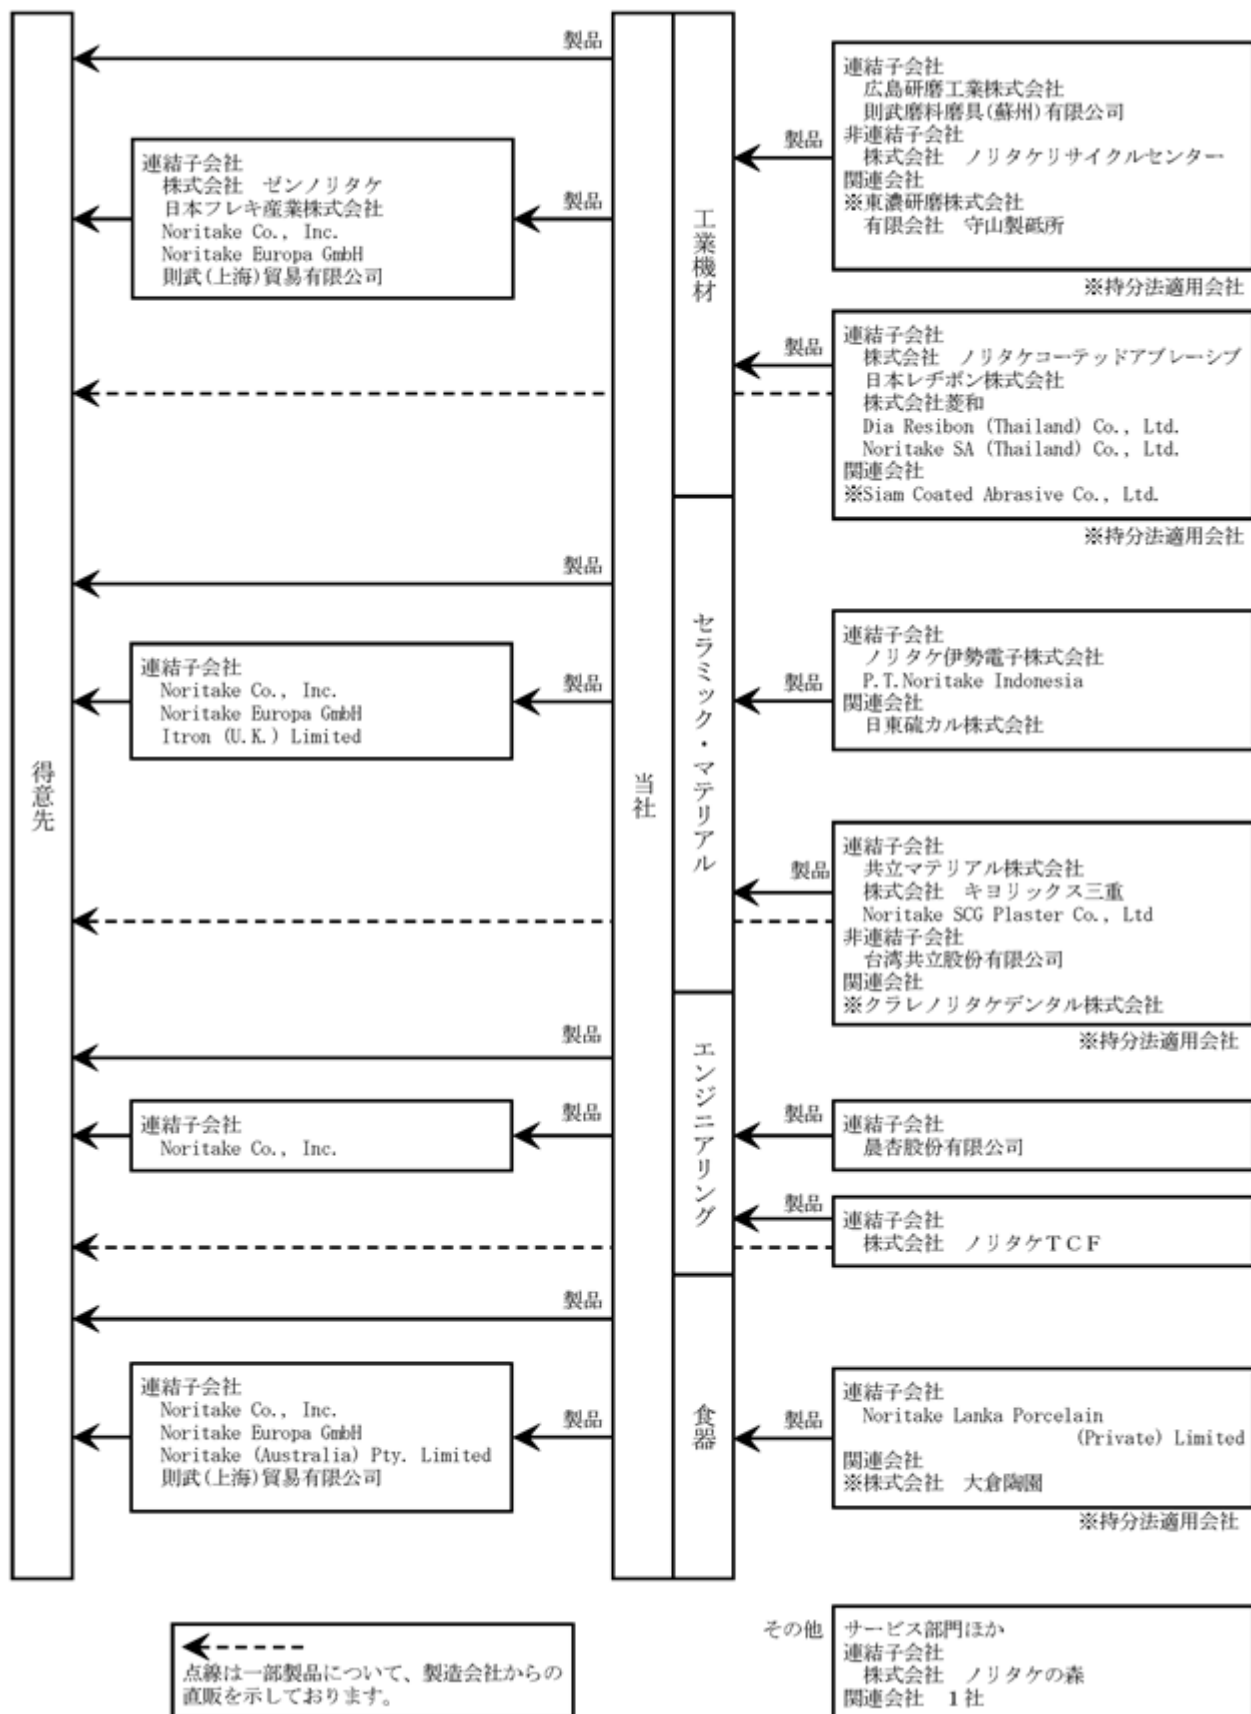 製品
連結子会社
広島研磨工業株式会社
則武磨料磨具(蘇州)有限公司
非連結子会社
株式会社　ノリタケリサイクルセンター
関連会社
※東濃研磨株式会社
有限会社　守山製砥所
※持分法適用会社
製品
連結子会社
株式会社　ゼンノリタケ
日本フレキ産業株式会社
Noritake Co., Inc.
Noritake Europa GmbH
則武(上海)貿易有限公司
製品
工業機材
製品
連結子会社
株式会社　ノリタケコーテッドアブレーシブ
日本レヂボン株式会社
株式会社菱和
Dia Resibon (Thailand) Co., Ltd.
Noritake SA (Thailand) Co., Ltd.
関連会社
※Siam Coated Abrasive Co., Ltd.
※持分法適用会社
製品
連結子会社
Noritake Co., Inc.
Noritake Europa GmbH
Itron (U.K.) Limited
製品
セラミック・マテリアル
製品
連結子会社
ノリタケ伊勢電子株式会社
P.T.Noritake Indonesia
関連会社
日東硫カル株式会社
得意先
当社
製品
連結子会社
共立マテリアル株式会社
株式会社　キヨリックス三重
Noritake SCG Plaster Co., Ltd
非連結子会社
台湾共立股份有限公司
関連会社
※クラレノリタケデンタル株式会社
※持分法適用会社
製品
連結子会社
Noritake Co., Inc.
製品
エンジニアリング
製品
連結子会社
晨杏股份有限公司
製品
連結子会社
株式会社　ノリタケTCF
製品
連結子会社
Noritake Co., Inc.
Noritake Europa GmbH
Noritake (Australia) Pty. Limited
則武(上海)貿易有限公司
製品
食器
製品
連結子会社
Noritake Lanka Porcelain
(Private) Limited
関連会社
※株式会社　大倉陶園
※持分法適用会社
点線は一部製品について、製造会社からの
直販を示しております。
その他
サービス部門ほか
連結子会社
株式会社　ノリタケの森
関連会社　1社